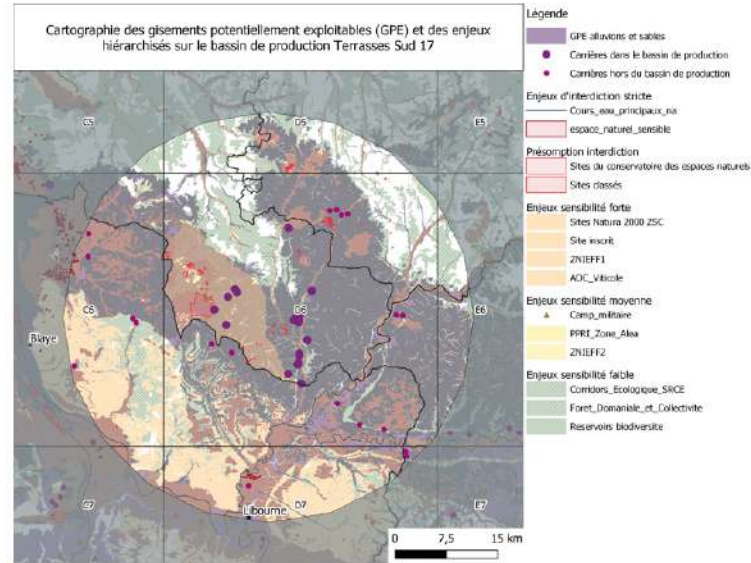 Cartographie des gisements potentiellement exploitables (GPE) et des enjeux
hiérarchisés sur le bassin de production Terrasses Sud 17
C5
D5
E5
C6
D6
E6
Blaye
C7
D7
E7
Libourne
0 7,5 15 km
Légende
GPE alluvions et sables
Carrières dans le bassin de production
Carrières hors du bassin de production
Enjeux d'interdiction stricte
Cours_eau_principaux_na
espace_naturel_sensible
Présomption interdiction
Sites du conservatoire des espaces naturels
Sites classés
Enjeux sensibilité forte
Sites Natura 2000 ZSC
Site inscrit
ZNIEFF1
AOC_Viticole
Enjeux sensibilité moyenne
Camp_militaire
PPRI_Zone_Alea
ZNIEFF2
Enjeux sensibilité faible
Corridors_Ecologique_SRCE
Foret_Domaniale_et_Collectivite
Reservoirs biodiversite